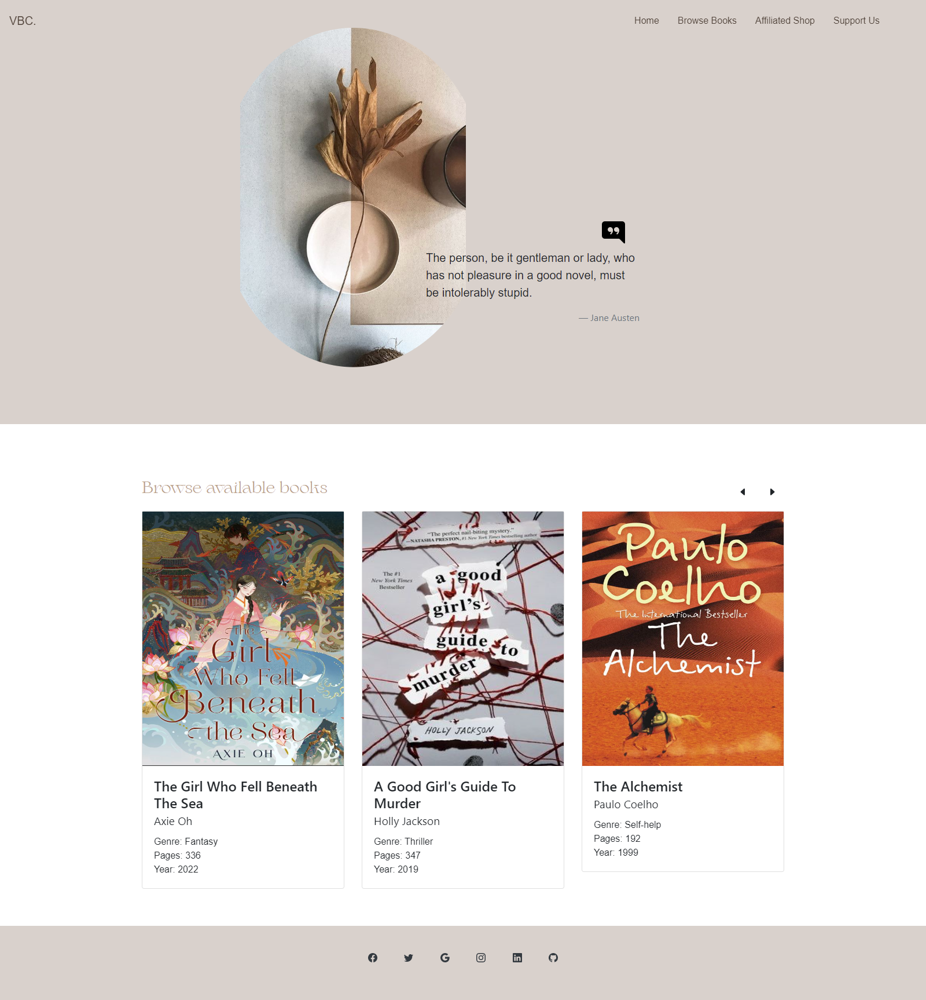 VBC.
Home
Browse Books
Affiliated Shop
Support Us
The person, be it gentleman or lady, who
has not pleasure in a good novel, must
be intolerably stupid.
— Jane Austen
Browse available books
The
Girl
Who Fell
Beneath
the Sea
AXIE OH
The Girl Who Fell Beneath
The Sea
Axie Oh
Genre: Fantasy
Pages: 336
Year: 2022
“The perfect nail-biting mystery.”
—NATASHA PRESTON, #1 New York Times bestselling author
The #1
New York Times
Bestseller
a good
girl's
guide to
murder
HOLLY JACKSON
A Good Girl's Guide To
Murder
Holly Jackson
Genre: Thriller
Pages: 347
Year: 2019
Paulo
Coelho
The International Bestseller
The
Alchemist
The Alchemist
Paulo Coelho
Genre: Self-help
Pages: 192
Year: 1999